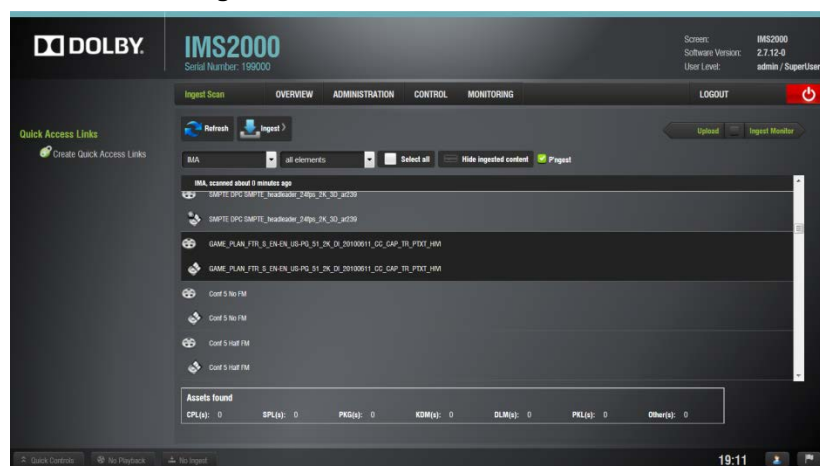 DOLBY.
IMS2000
Serial Number: 199000
Screen: IMS2000
Software Version: 2.7.12-0
User Level: admin / SuperUser
Ingest Scan OVERVIEW ADMINISTRATION CONTROL MONITORING LOGOUT
Quick Access Links
Create Quick Access Links
Refresh Ingest Upload Ingest Monitor
IMA all elements Select all Hide ingested content P'ngest
IMA, scanned about 0 minutes ago
SMPTE DPC SMPTE_headleader_24fps_2K_3D_ar239
SMPTE DPC SMPTE_headleader_24fps_2K_3D_ar239
GAME_PLAN_FTR_S_EN-EN_US-PG_51_2K_DI_20100611_CC_CAP_TR_PTXT_HIVI
GAME_PLAN_FTR_S_EN-EN_US-PG_51_2K_DI_20100611_CC_CAP_TR_PTXT_HIVI
Conf 5 No FM
Conf 5 No FM
Conf 5 Half FM
Conf 5 Half FM
Assets found
CPL(s): 0 SPL(s): 0 PKG(s): 0 KDM(s): 0 DLM(s): 0 PKL(s): 0 Other(s): 0
Quick Controls No Playback No Ingest 19:11